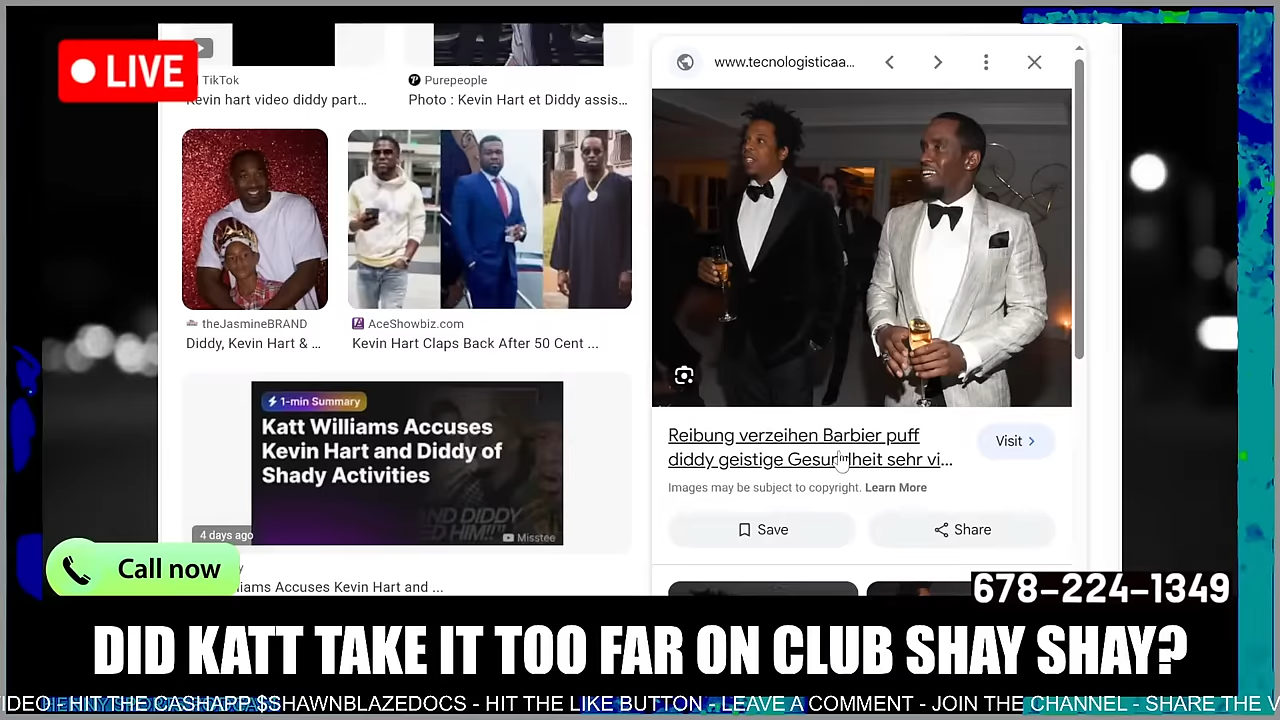 LIVE
TikTok
Kevin hart video diddy part...
Purepeople
Photo : Kevin Hart et Diddy assis...
www.tecnologisticaa...
theJasmineBRAND
Diddy, Kevin Hart & ...
AceShowbiz.com
Kevin Hart Claps Back After 50 Cent ...
1-min Summary
Katt Williams Accuses
Kevin Hart and Diddy of
Shady Activities
AND DDIDY
Misstee
4 days ago
Reibung verzeihen Barbier puff
diddy geistige Gesundheit sehr vi...
Visit
Images may be subject to copyright. Learn More
Save
Share
iams Accuses Kevin Hart and ...
Call now
678-224-1349
DID KATT TAKE IT TOO FAR ON CLUB SHAY SHAY?
VIDEO - HIT THE CASHAPP $SHAWNBLAZEDOCS - HIT THE LIKE BUTTON - LEAVE A COMMENT - JOIN THE CHANNEL - SHARE THE V